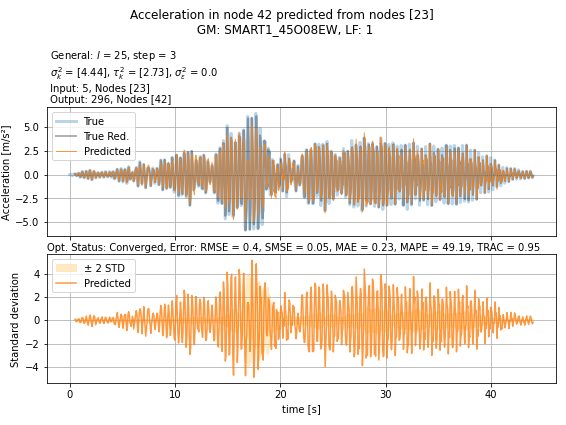 Acceleration in node 42 predicted from nodes [23]
GM: SMART1_45O08EW, LF: 1
General: l = 25, step = 3
σ²ₖ = [4.44], τ²ₖ = [2.73], σ²ₑ = 0.0
Input: 5, Nodes [23]
Output: 296, Nodes [42]
True
True Red.
Predicted
5.0
2.5
0.0
−2.5
−5.0
Acceleration [m/s²]
Opt. Status: Converged, Error: RMSE = 0.4, SMSE = 0.05, MAE = 0.23, MAPE = 49.19, TRAC = 0.95
± 2 STD
Predicted
4
2
0
−2
−4
Standard deviation
0 10 20 30 40
time [s]